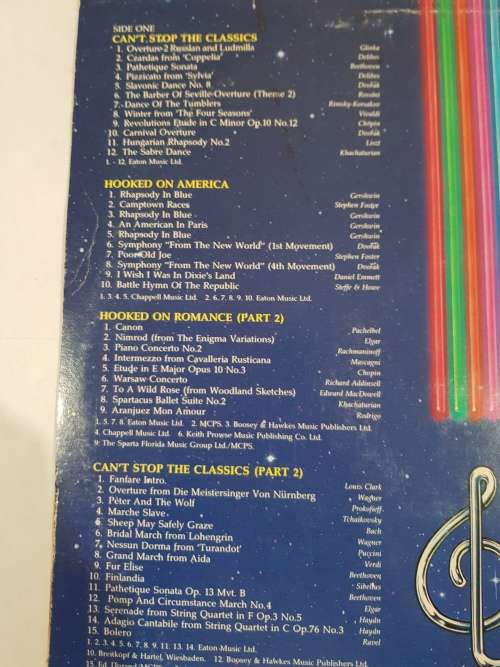 SIDE ONE
CAN'T STOP THE CLASSICS
1. Overture-2 Russlan and Ludmilla Glinka
2. Czardas from 'Coppelia' Delibes
3. Pathetique Sonata Beethoven
4. Pizzicato from 'Sylvia' Delibes
5. Slavonic Dance No. 8 Dvořák
6. The Barber Of Seville-Overture (Theme 2) Rossini
7. Dance Of The Tumblers Rimsky-Korsakov
8. Winter from 'The Four Seasons' Vivaldi
9. Revolutions Etude in C Minor Op.10 No.12 Chopin
10. Carnival Overture Dvořák
11. Hungarian Rhapsody No.2 Liszt
12. The Sabre Dance Khachaturian
1. - 12. Eaton Music Ltd.
HOOKED ON AMERICA
1. Rhapsody In Blue Gershwin
2. Camptown Races Stephen Foster
3. Rhapsody In Blue Gershwin
4. An American In Paris Gershwin
5. Rhapsody In Blue Gershwin
6. Symphony "From The New World" (1st Movement) Dvořák
7. Poor Old Joe Stephen Foster
8. Symphony "From The New World" (4th Movement) Dvořák
9. I Wish I Was In Dixie's Land Daniel Emmett
10. Battle Hymn Of The Republic Steffe & Howe
1. 3. 4. 5. Chappell Music Ltd. 2. 6. 7. 8. 9. 10. Eaton Music Ltd.
HOOKED ON ROMANCE (PART 2)
1. Canon Pachelbel
2. Nimrod (from The Enigma Variations) Elgar
3. Piano Concerto No.2 Rachmaninoff
4. Intermezzo from Cavalleria Rusticana Mascagni
5. Etude in E Major Opus 10 No.3 Chopin
6. Warsaw Concerto Richard Addinsell
7. To A Wild Rose (from Woodland Sketches) Edward MacDowell
8. Spartacus Ballet Suite No.2 Khachaturian
9. Aranjuez Mon Amour Rodrigo
1. 5. 7. 8. Eaton Music Ltd. 2. MCPS. 3. Boosey & Hawkes Music Publishers Ltd.
4. Chappell Music Ltd. 6. Keith Prowse Music Publishing Co. Ltd.
9. The Sparta Florida Music Group Ltd./MCPS.
CAN'T STOP THE CLASSICS (PART 2)
1. Fanfare Intro. Louis Clark
2. Overture from Die Meistersinger Von Nürnberg Wagner
3. Peter And The Wolf Prokofieff
4. Marche Slave Tchaikovsky
5. Sheep May Safely Graze Bach
6. Bridal March from Lohengrin Wagner
7. Nessun Dorma from 'Turandot' Puccini
8. Grand March from Aida Verdi
9. Fur Elise Beethoven
10. Finlandia Sibelius
11. Pathetique Sonata Op. 13 Mvt. B Beethoven
12. Pomp And Circumstance March No.4 Elgar
13. Serenade from String Quartet in F Op.3 No.5 Haydn
14. Adagio Cantabile from String Quartet in C Op.76 No.3 Haydn
15. Bolero Ravel
1. 2. 3. 4. 5. 6. 7. 8. 9. 11. 13. 14. Eaton Music Ltd.
10. Breitkopf & Hartel, Wiesbaden. 12. Boosey & Hawkes Music Publishers Ltd.
15. Ed. Durand/MCPS.